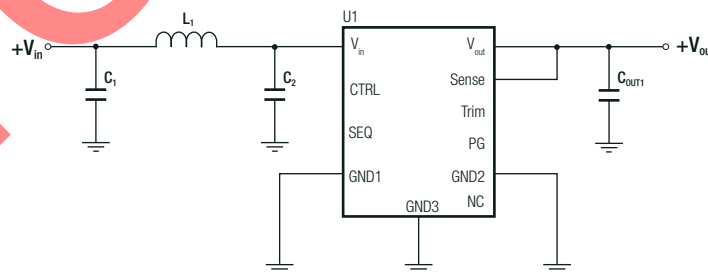 L1
U1
+Vin
Vin
Vout
+Vou
C1
C2
CTRL
Sense
COUT1
Trim
SEQ
PG
GND1
GND2
GND3
NC